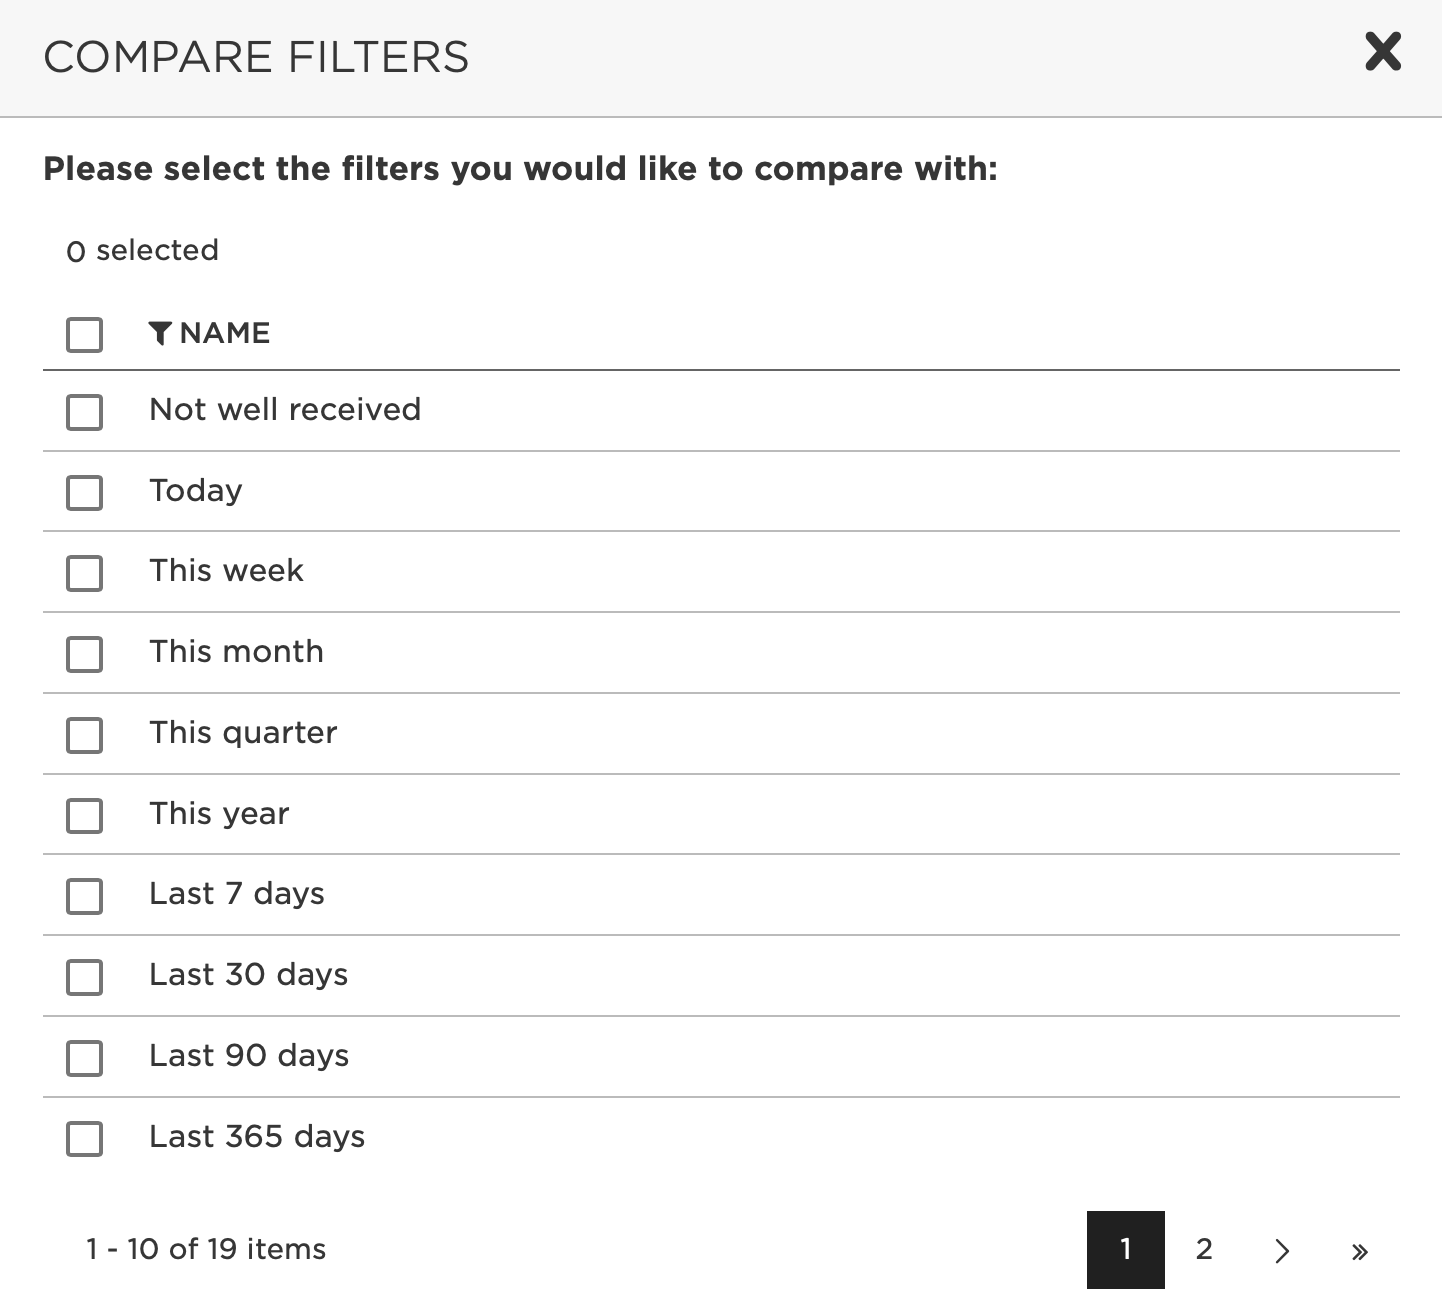 COMPARE FILTERS
Please select the filters you would like to compare with:
0 selected
NAME
Not well received
Today
This week
This month
This quarter
This year
Last 7 days
Last 30 days
Last 90 days
Last 365 days
1 - 10 of 19 items
1 2 > »